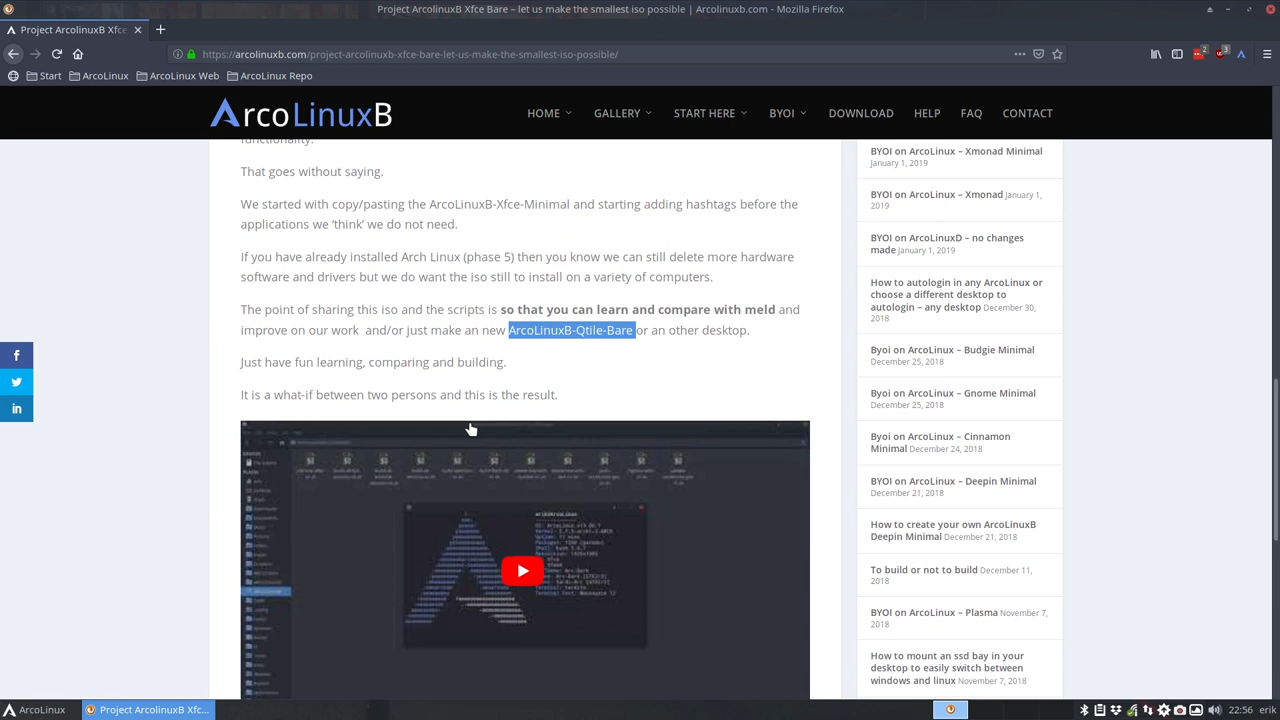 Project ArcolinuxB Xfce Bare – let us make the smallest iso possible | Arcolinuxb.com - Mozilla Firefox
Project ArcolinuxB Xfce
https://arcolinuxb.com/project-arcolinuxb-xfce-bare-let-us-make-the-smallest-iso-possible/
2
3
Start
ArcoLinux
ArcoLinux Web
ArcoLinux Repo
ArcoLinuxB
HOME
GALLERY
START HERE
BYOI
DOWNLOAD
HELP
FAQ
CONTACT
functionality.
That goes without saying.
We started with copy/pasting the ArcoLinuxB-Xfce-Minimal and starting adding hashtags before the
applications we ‘think’ we do not need.
If you have already installed Arch Linux (phase 5) then you know we can still delete more hardware
software and drivers but we do want the iso still to install on a variety of computers.
The point of sharing this iso and the scripts is so that you can learn and compare with meld and
improve on our work and/or just make an new ArcoLinuxB-Qtile-Bare or an other desktop.
Just have fun learning, comparing and building.
It is a what-if between two persons and this is the result.
BYOI on ArcoLinux – Xmonad Minimal
January 1, 2019
BYOI on ArcoLinux – Xmonad January 1,
2019
BYOI on ArcoLinuxD – no changes
made January 1, 2019
How to autologin in any ArcoLinux or
choose a different desktop to
autologin – any desktop December 30,
2018
Byoi on ArcoLinux – Budgie Minimal
December 25, 2018
Byoi on ArcoLinux – Gnome Minimal
December 25, 2018
Byoi on ArcoLinux – Cinnamon
Minimal December 24, 2018
BYOI on ArcoLinux – Deepin Minimal
December 21, 2018
How to create your own ArcoLinuxB
Deepin Minimal December 21, 2018
To build or not to build December 11,
2018
BYOI on ArcoLinux – Plasma November 7,
2018
How to mount hard bay in your
desktop to easily switch between
windows and linux November 7, 2018
ArcoLinux
Project ArcolinuxB Xfc...
22:56
erik